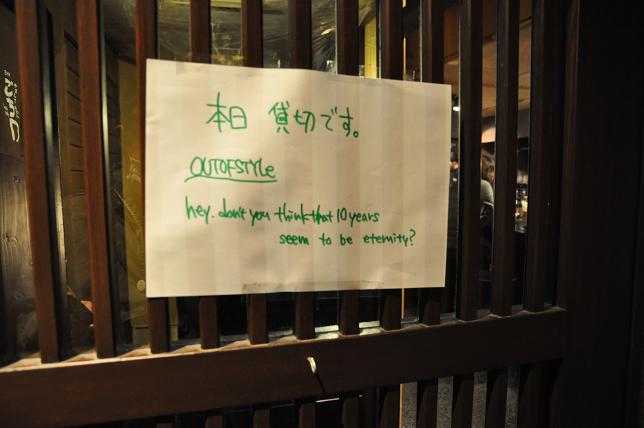 本日 貸切です。
OUTOFSTYLe
hey. don't you think that 10 years
seem to be eternity?